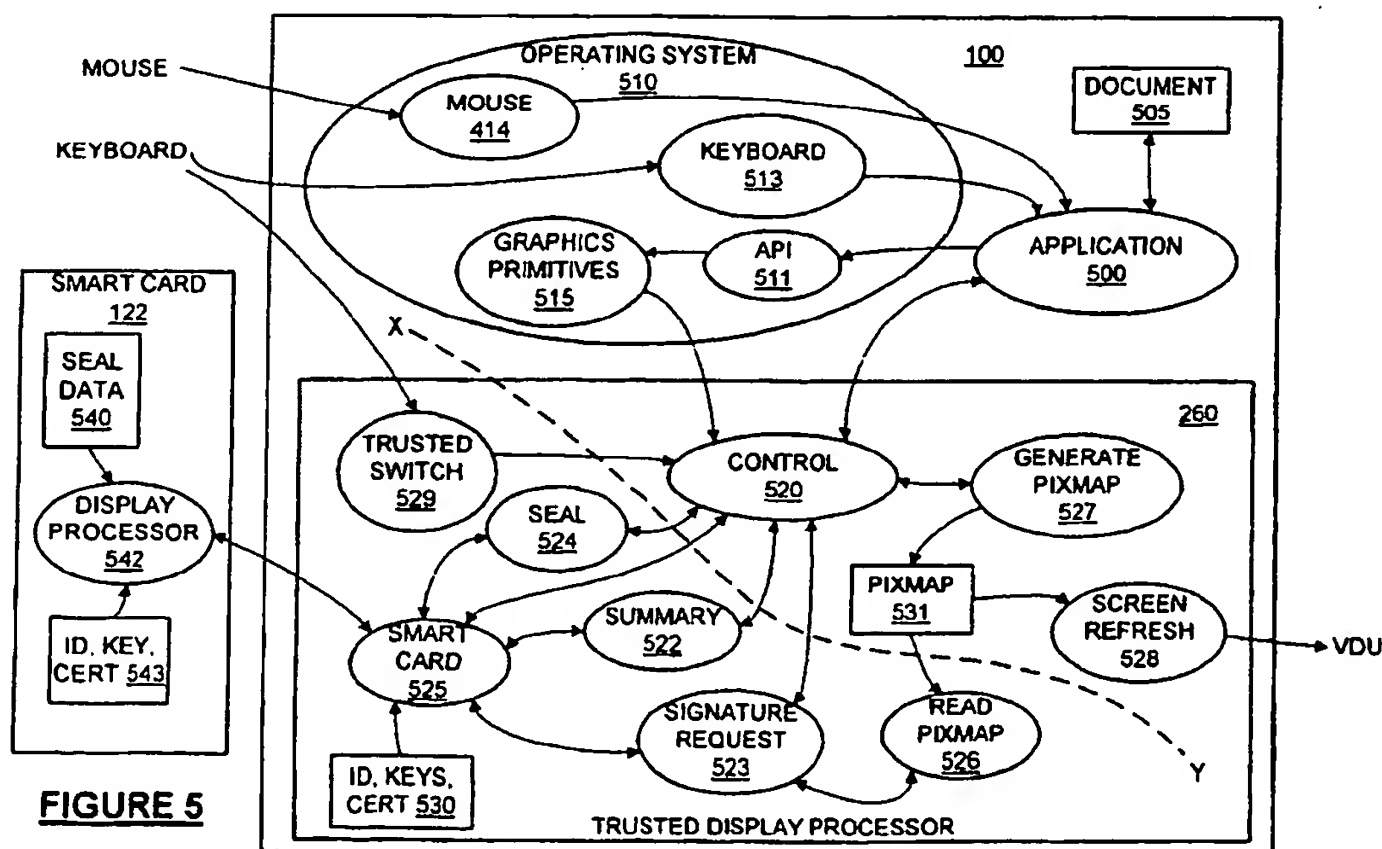 OPERATING SYSTEM
510
100
MOUSE
MOUSE
414
DOCUMENT
505
KEYBOARD
KEYBOARD
513
GRAPHICS
PRIMITIVES
515
API
511
APPLICATION
500
SMART CARD
122
SEAL
DATA
540
DISPLAY
PROCESSOR
542
ID, KEY,
CERT 543
X
260
TRUSTED
SWITCH
529
CONTROL
520
GENERATE
PIXMAP
527
SEAL
524
PIXMAP
531
SCREEN
REFRESH
528
VDU
SUMMARY
522
SMART
CARD
525
SIGNATURE
REQUEST
523
READ
PIXMAP
526
Y
ID, KEYS,
CERT 530
TRUSTED DISPLAY PROCESSOR
FIGURE 5